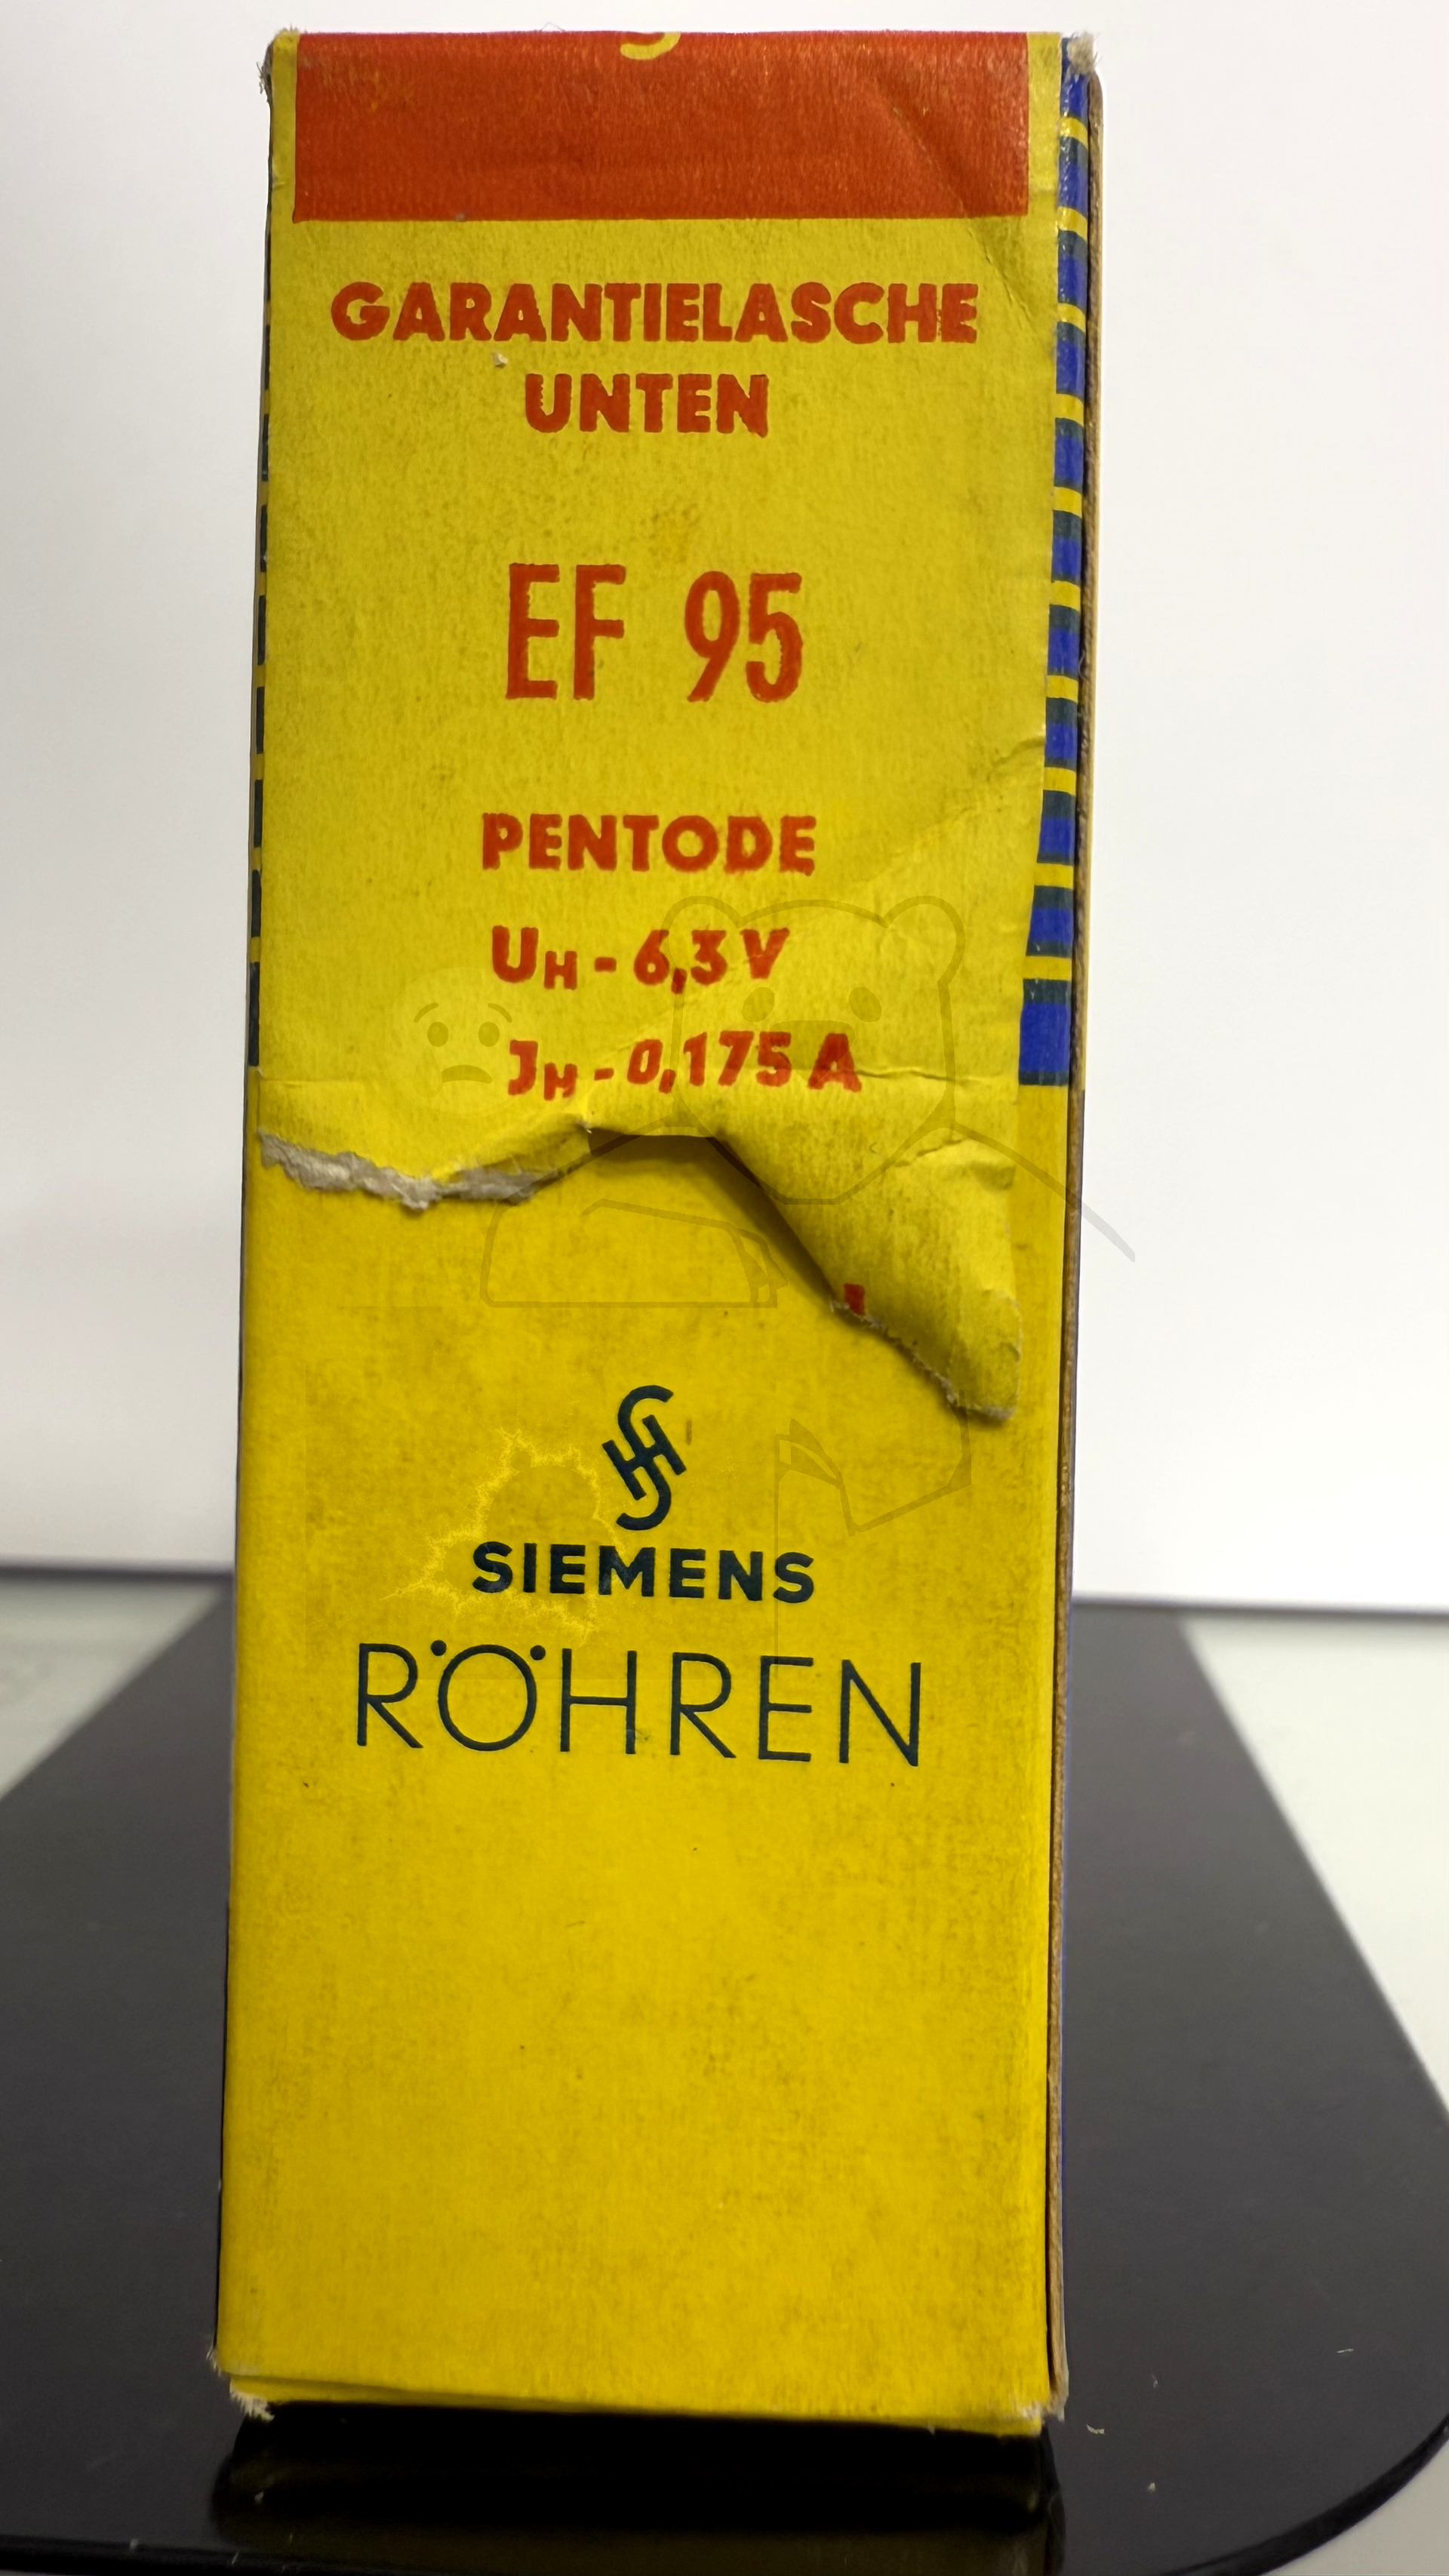 GARANTIELASCHE
UNTEN
EF 95
PENTODE
UH - 6,3 V
JH - 0,175 A
SIEMENS
RÖHREN